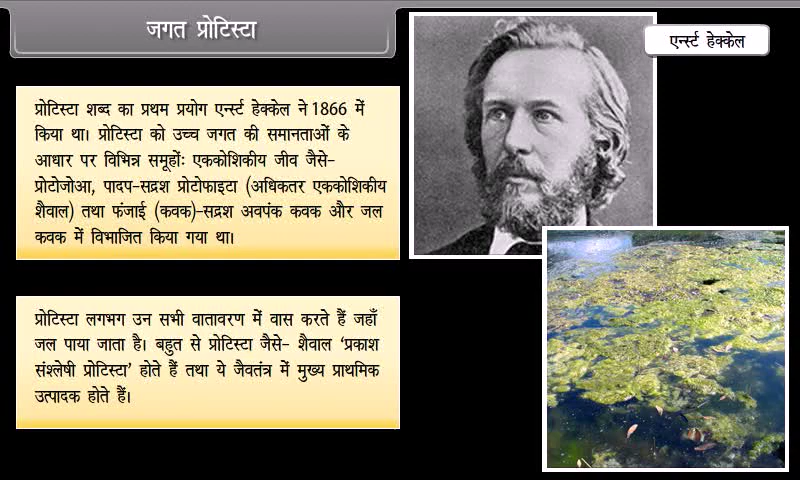 जगत प्रोटिस्टा
एर्न्स्ट हेक्केल
प्रोटिस्टा शब्द का प्रथम प्रयोग एर्न्स्ट हेक्केल ने 1866 में
किया था। प्रोटिस्टा को उच्च जगत की समानताओं के
आधार पर विभिन्न समूहों: एककोशिकीय जीव जैसे-
प्रोटोजोआ, पादप-सद्रश प्रोटोफाइटा (अधिकतर एककोशिकीय
शैवाल) तथा फंजाई (कवक)-सद्रश अवपंक कवक और जल
कवक में विभाजित किया गया था।
प्रोटिस्टा लगभग उन सभी वातावरण में वास करते हैं जहाँ
जल पाया जाता है। बहुत से प्रोटिस्टा जैसे- शैवाल ‘प्रकाश
संश्लेषी प्रोटिस्टा’ होते हैं तथा ये जैवतंत्र में मुख्य प्राथमिक
उत्पादक होते हैं।